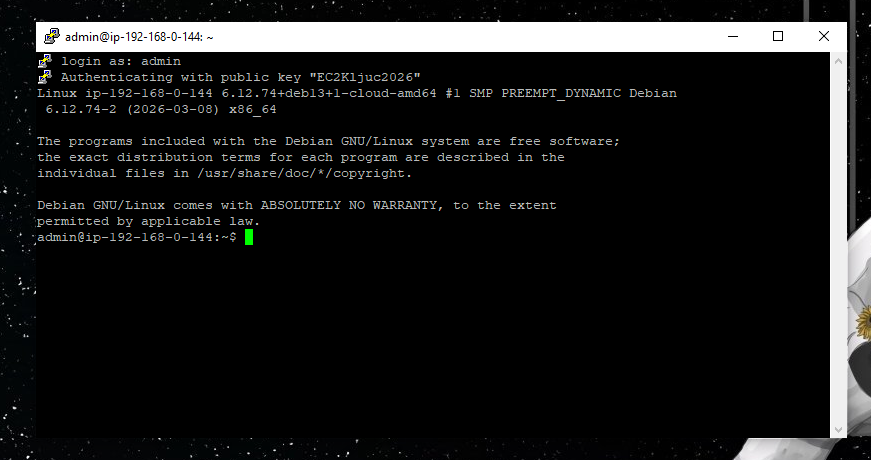 admin@ip-192-168-0-144: ~
login as: admin
Authenticating with public key "EC2Kljuc2026"
Linux ip-192-168-0-144 6.12.74+deb13+1-cloud-amd64 #1 SMP PREEMPT_DYNAMIC Debian
 6.12.74-2 (2026-03-08) x86_64
The programs included with the Debian GNU/Linux system are free software;
the exact distribution terms for each program are described in the
individual files in /usr/share/doc/*/copyright.
Debian GNU/Linux comes with ABSOLUTELY NO WARRANTY, to the extent
permitted by applicable law.
admin@ip-192-168-0-144:~$